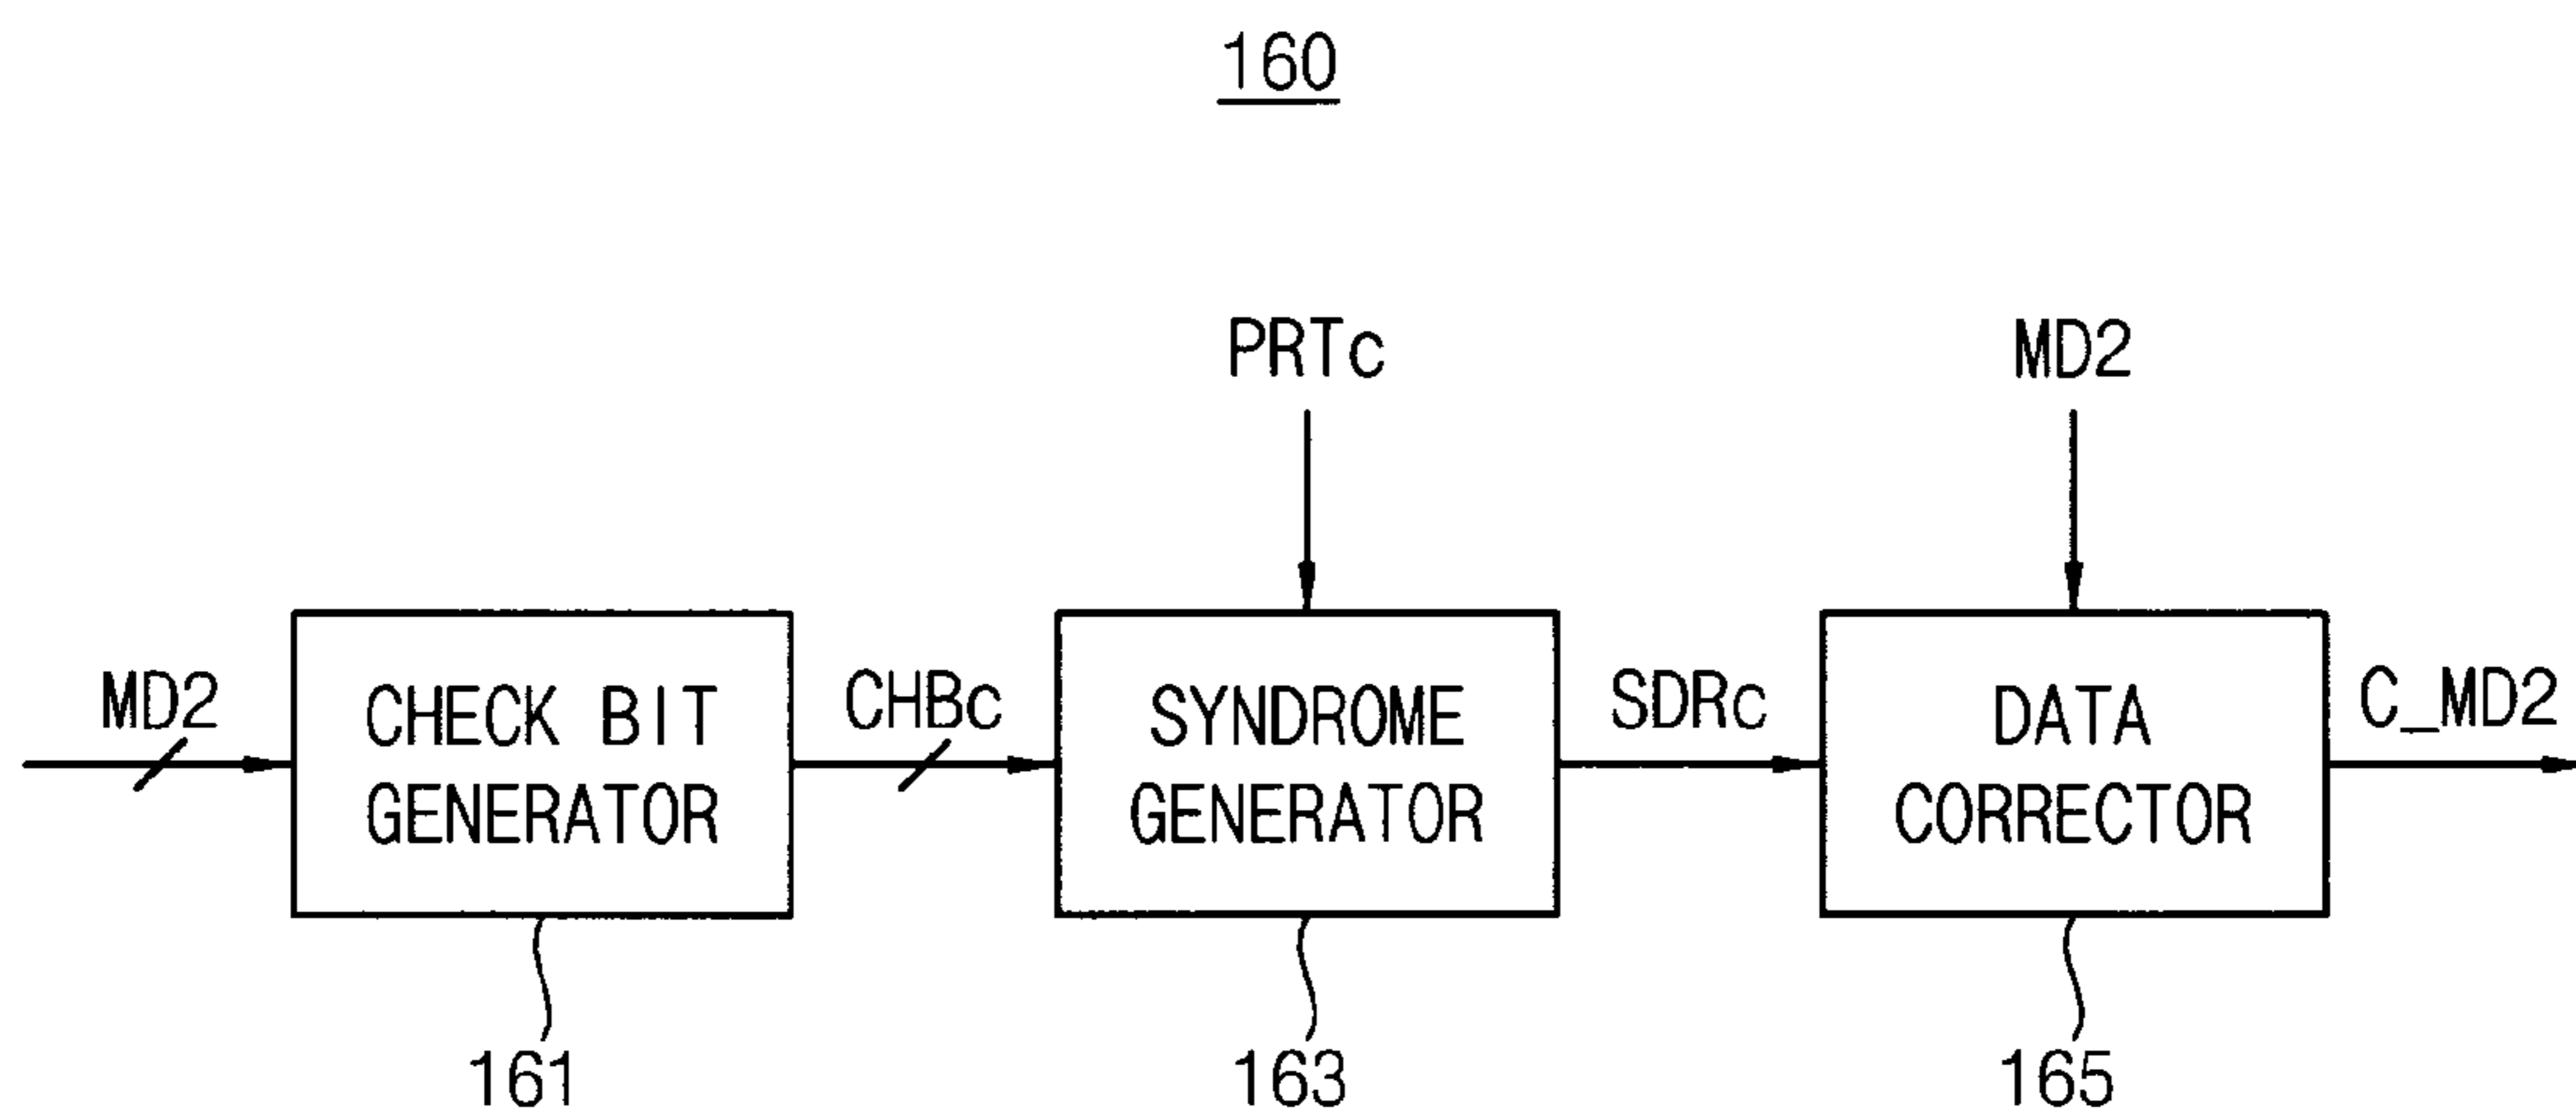 160
PRTc
MD2
MD2
CHECK BIT
GENERATOR
CHBc
SYNDROME
GENERATOR
SDRc
DATA
CORRECTOR
C_MD2
161
163
165